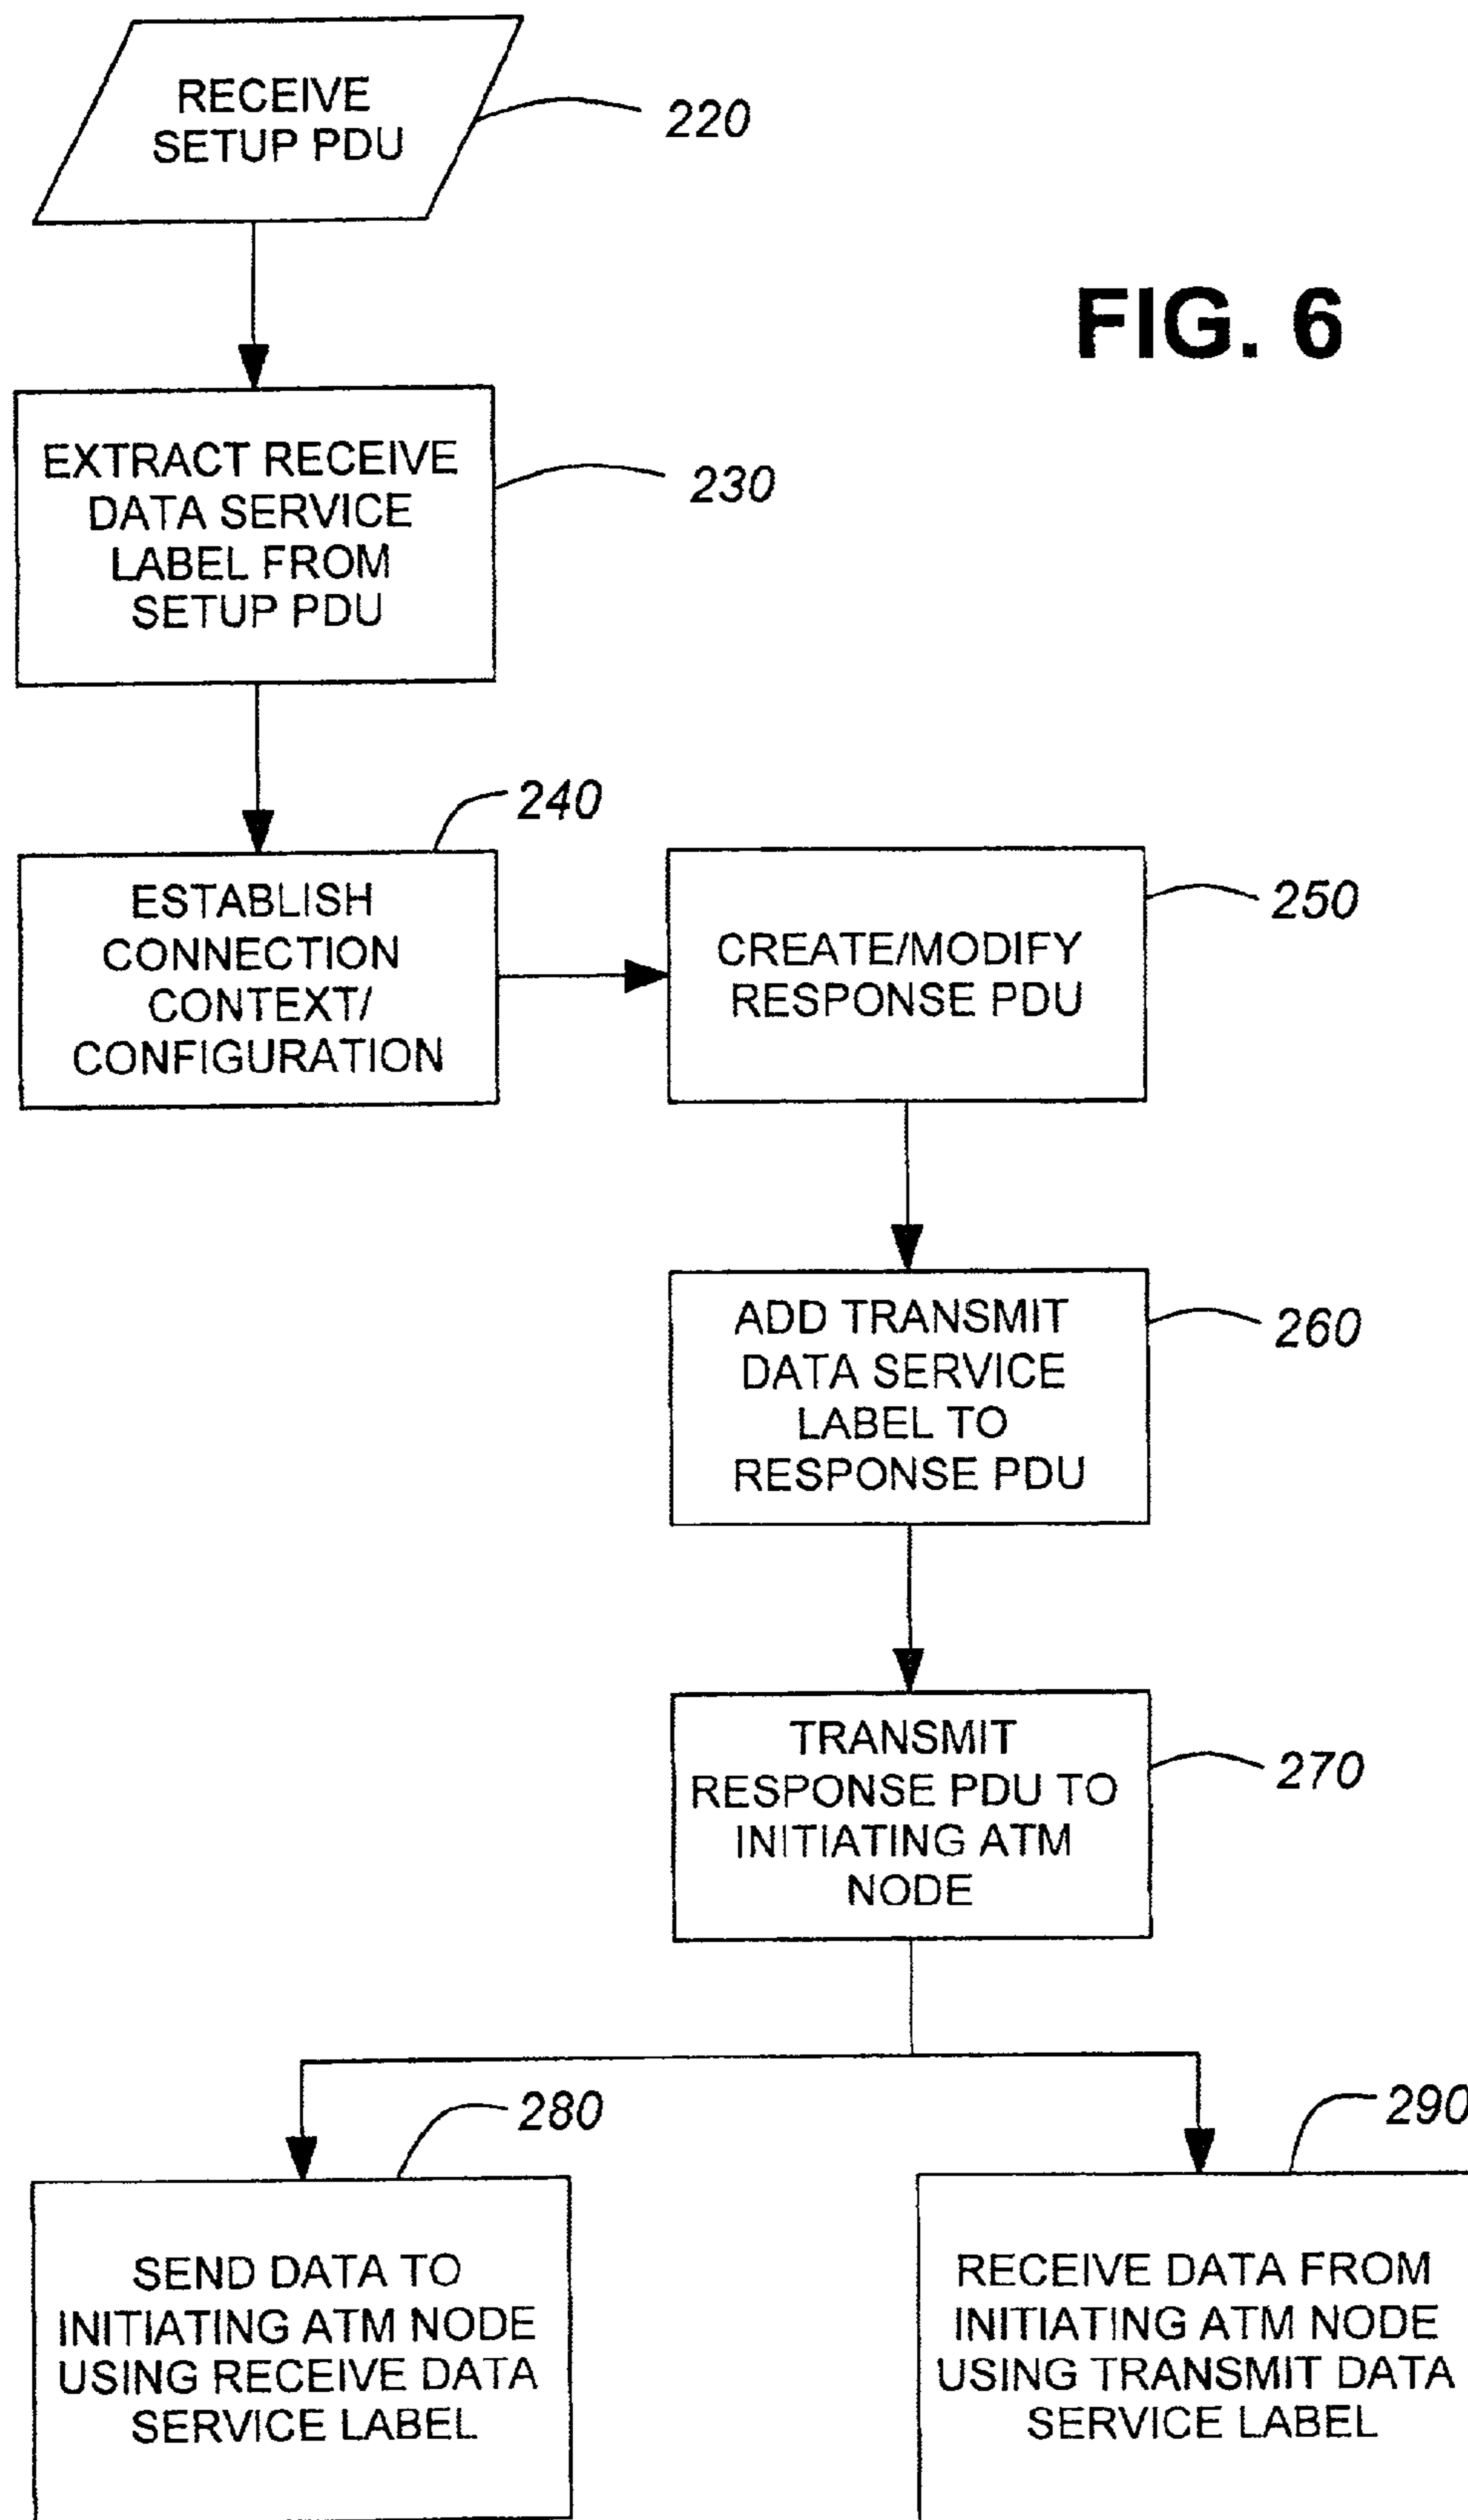 RECEIVE
SETUP PDU
220
FIG. 6
EXTRACT RECEIVE
DATA SERVICE
LABEL FROM
SETUP PDU
230
240
ESTABLISH
CONNECTION
CONTEXT/
CONFIGURATION
250
CREATE/MODIFY
RESPONSE PDU
ADD TRANSMIT
DATA SERVICE
LABEL TO
RESPONSE PDU
260
TRANSMIT
RESPONSE PDU TO
INITIATING ATM
NODE
270
280
SEND DATA TO
INITIATING ATM NODE
USING RECEIVE DATA
SERVICE LABEL
290
RECEIVE DATA FROM
INITIATING ATM NODE
USING TRANSMIT DATA
SERVICE LABEL